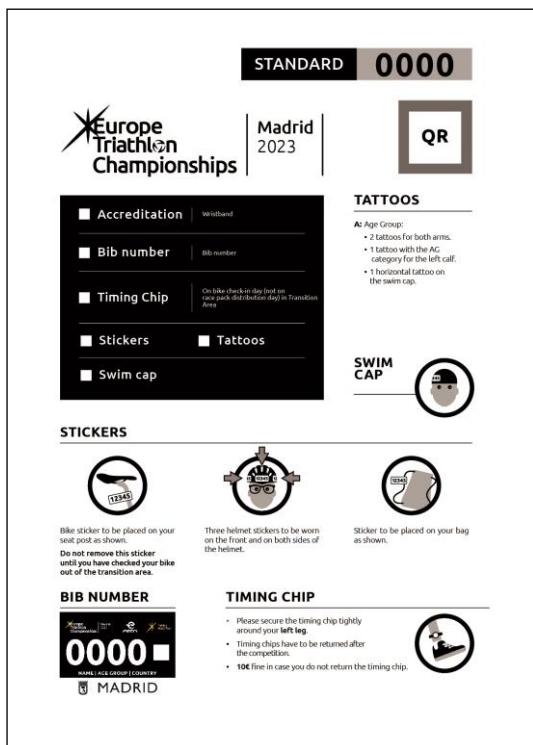 STANDARD 0000
Europe
Triathlon
Championships
Madrid
2023
QR
Accreditation Wristband
Bib number Bib number
Timing Chip
On bike check-in day (not on
race pack distribution day) in Transition
Area
Stickers Tattoos
Swim cap
TATTOOS
A: Age Group:
• 2 tattoos for both arms.
• 1 tattoo with the AG
category for the left calf.
• 1 horizontal tattoo on
the swim cap.
SWIM
CAP
STICKERS
12345
12345
12345
Bike sticker to be placed on your
seat post as shown.
Do not remove this sticker
until you have checked your bike
out of the transition area.
Three helmet stickers to be worn
on the front and on both sides of
the helmet.
Sticker to be placed on your bag
as shown.
BIB NUMBER
Europe
Triathlon
Championships
0000
NAME | AGE GROUP | COUNTRY
MADRID
TIMING CHIP
• Please secure the timing chip tightly
around your left leg.
• Timing chips have to be returned after
the competition.
• 10€ fine in case you do not return the timing chip.